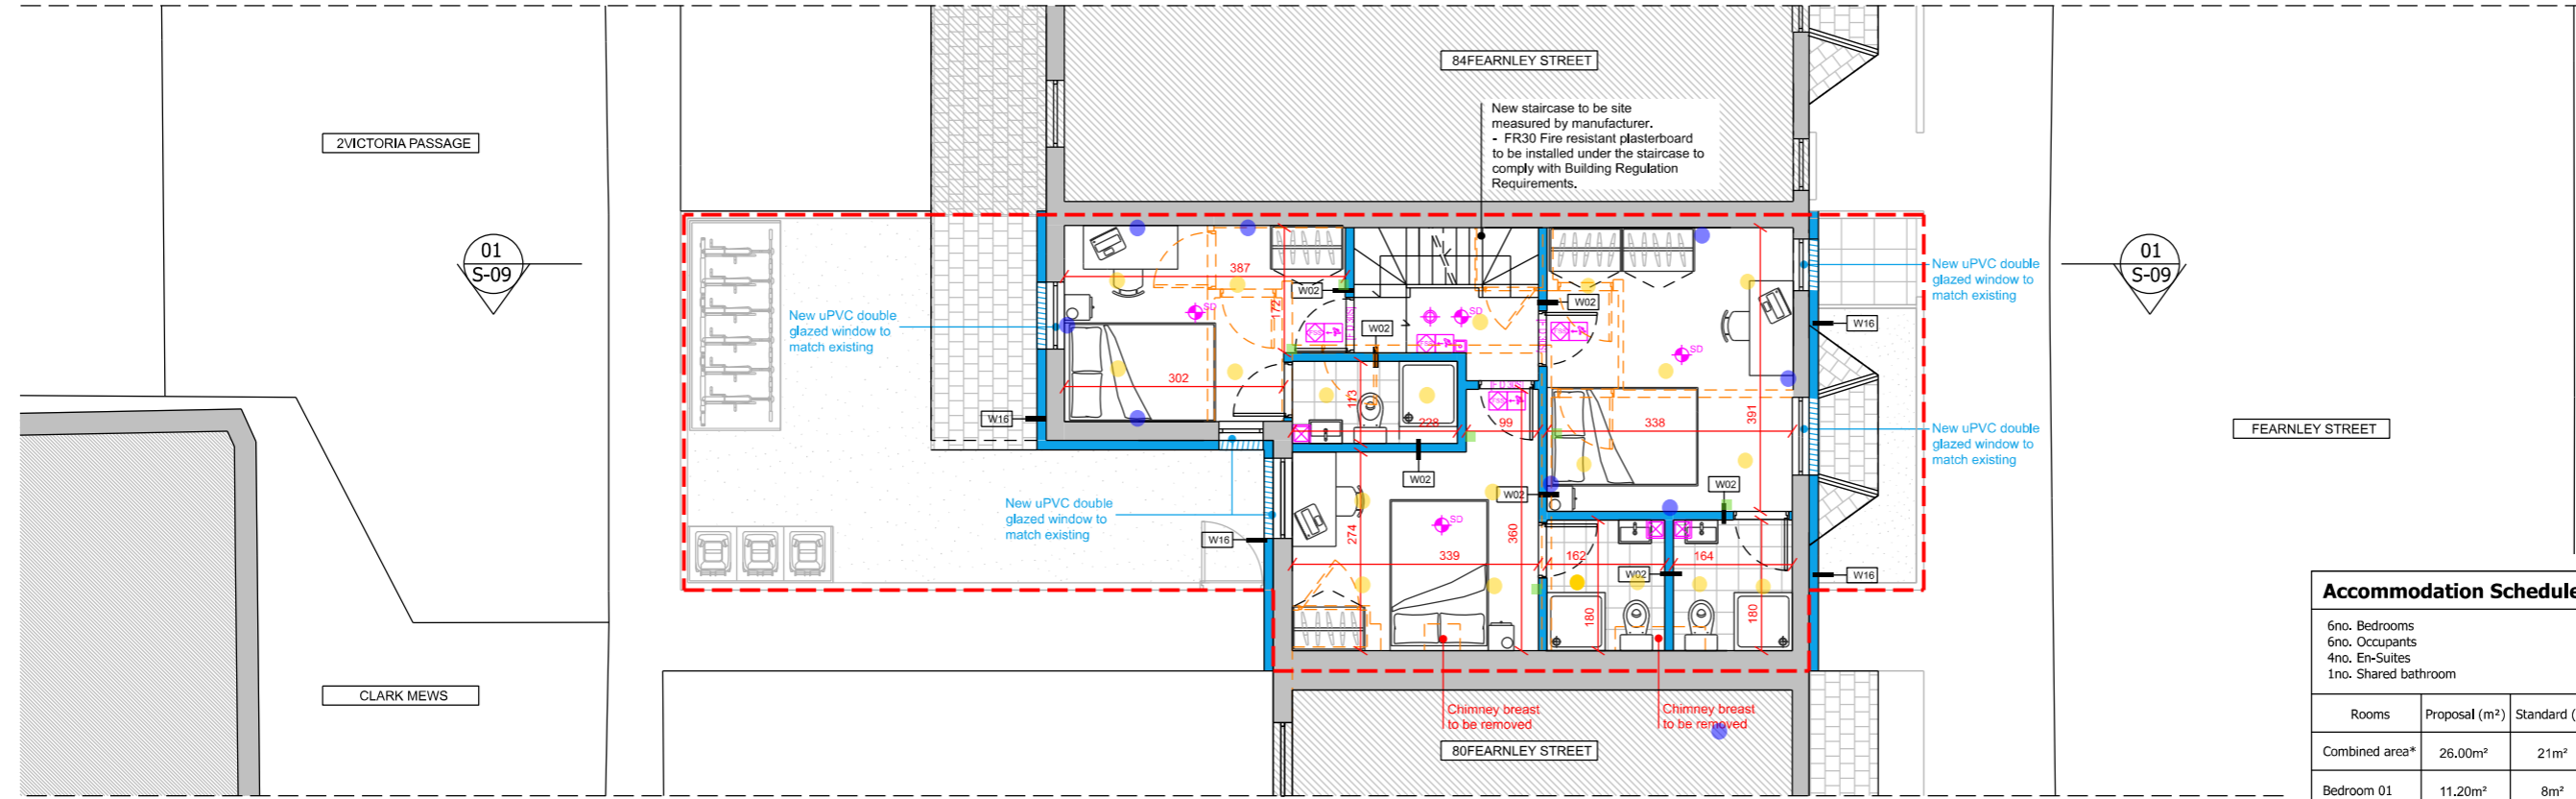 84FEARNLEY STREET
New staircase to be site
measured by manufacturer.
- FR30 Fire resistant plasterboard
to be installed under the staircase to
comply with Building Regulation
Requirements.
2VICTORIA PASSAGE
01
S-09
01
S-09
New uPVC double
glazed window to
match existing
New uPVC double
glazed window to
match existing
387
172
W02
SD
SD
W02
W02
SD
W16
302
113
228
99
338
391
W16
New uPVC double
glazed window to
match existing
FEARNLEY STREET
W02
W02
W02
New uPVC double
glazed window to
match existing
W16
274
SD
339
360
162
164
W02
180
180
W16
CLARK MEWS
Chimney breast
to be removed
Chimney breast
to be removed
80FEARNLEY STREET
Accommodation Schedule
6no. Bedrooms
6no. Occupants
4no. En-Suites
1no. Shared bathroom
Rooms Proposal (m²) Standard (
Combined area* 26.00m² 21m²
Bedroom 01 11.20m² 8m²